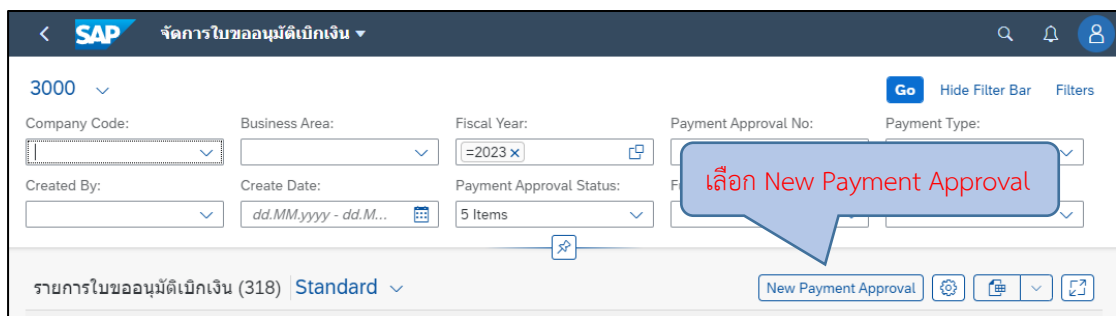 SAP จัดการใบขออนุมัติเบิกเงิน
3000
Go Hide Filter Bar Filters
Company Code: Business Area: Fiscal Year: Payment Approval No: Payment Type:
=2023
Created By: Create Date: Payment Approval Status:
dd.MM.yyyy - dd.M... 5 Items
เลือก New Payment Approval
รายการใบขออนุมัติเบิกเงิน (318) Standard New Payment Approval